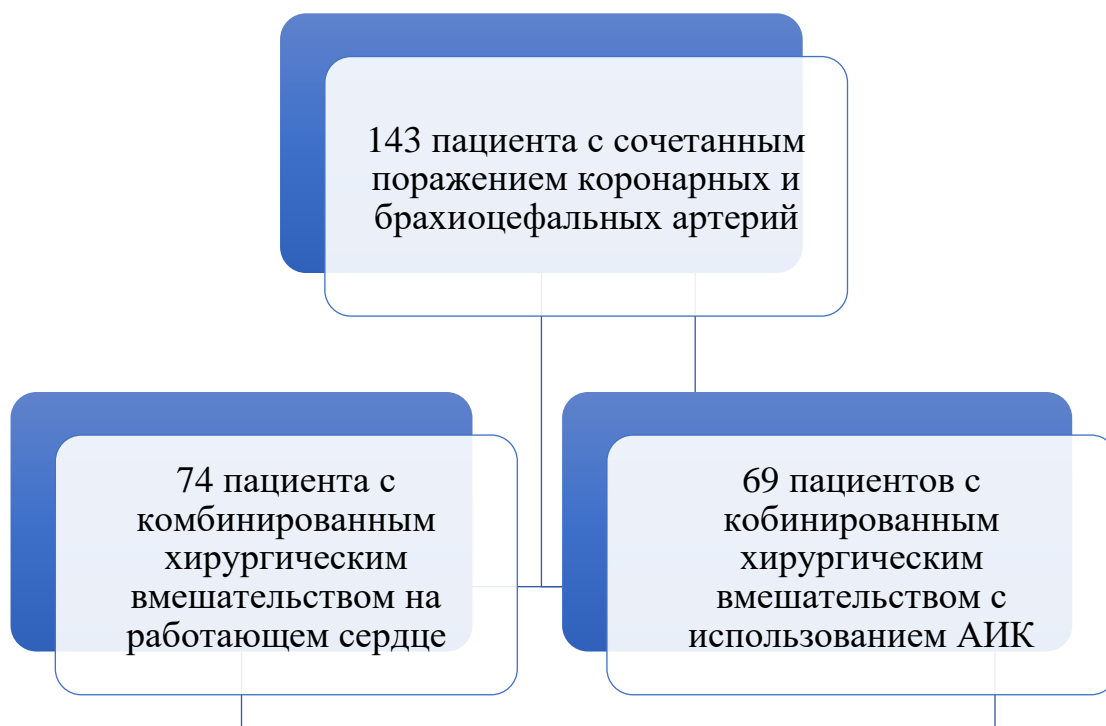 143 пациента с сочетанным
поражением коронарных и
брахиоцефальных артерий
74 пациента с
комбинированным
хирургическим
вмешательством на
работающем сердце
69 пациентов с
кобинированным
хирургическим
вмешательством с
использованием АИК